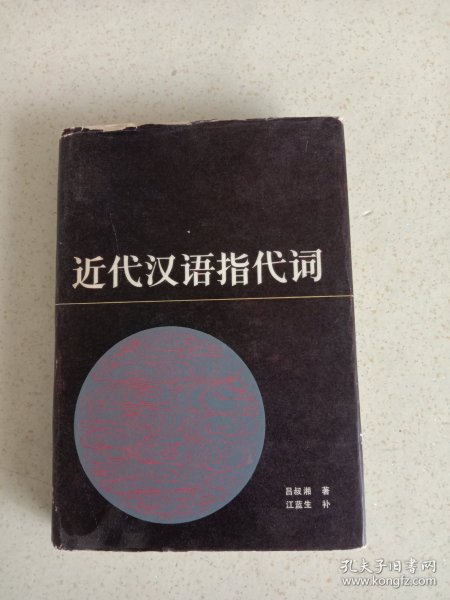 近代汉语指代词
吕叔湘 著
江蓝生 补
孔夫子旧书网
www.kongfz.com